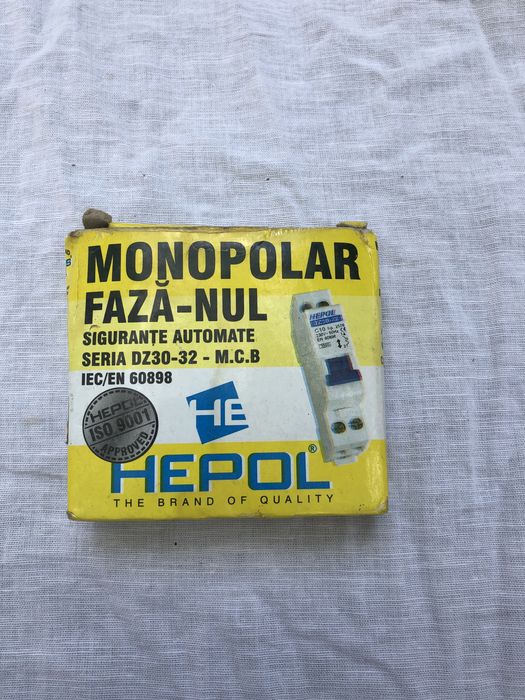 MONOPOLAR
FAZĂ-NUL
SIGURANȚE AUTOMATE
SERIA DZ30-32 - M.C.B
IEC/EN 60898
HEPOL
ISO 9001
APPROVED
HE
HEPOL®
THE BRAND OF QUALITY
HEPOL